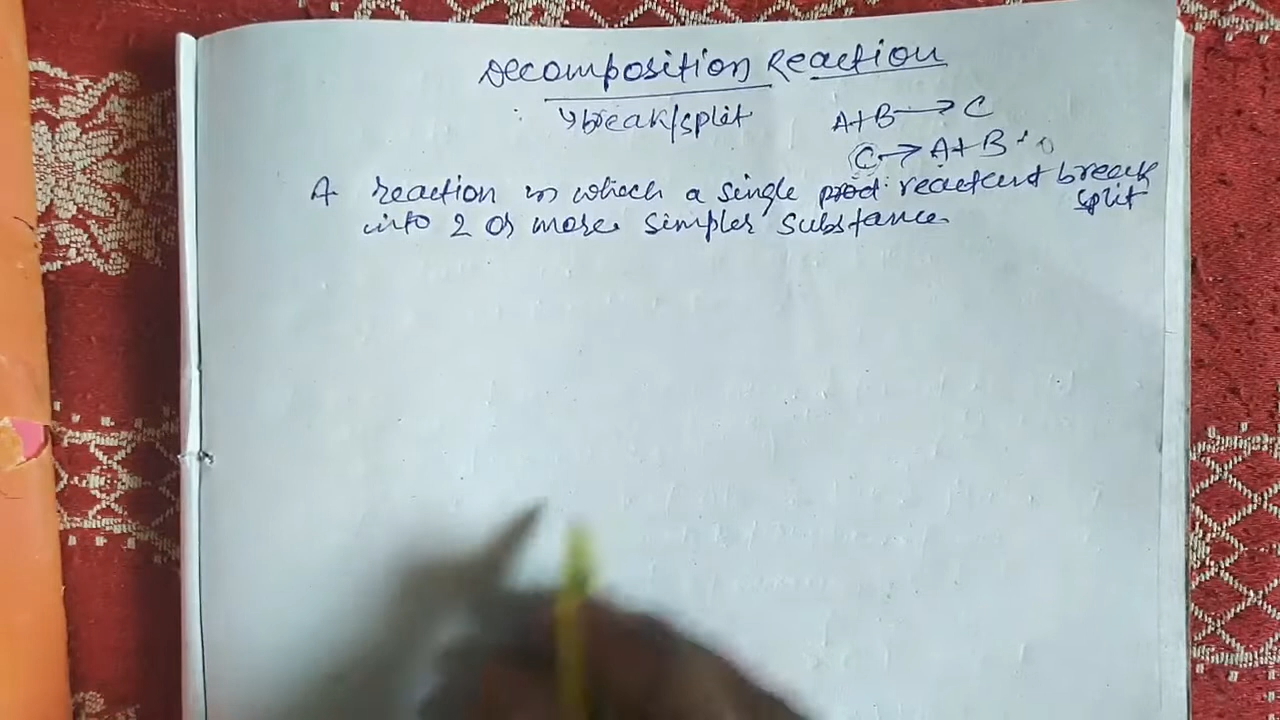 Decomposition Reaction
↳break/split
A+B → C
C → A+B+
A reaction in which a single prod. reactant break
split
into 2 or more simpler substance